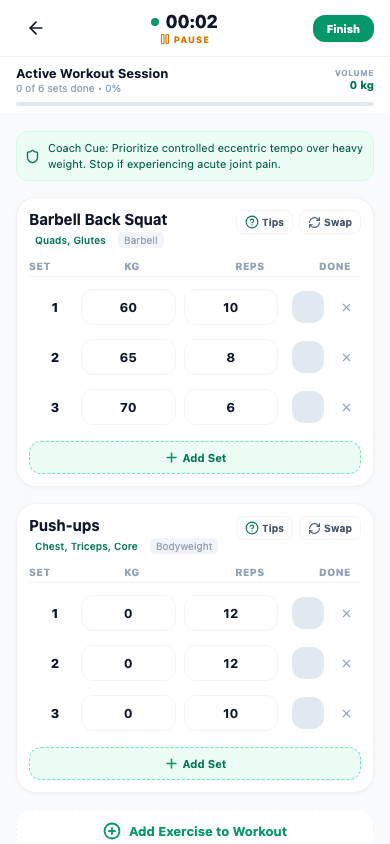 00:02
PAUSE
Finish
Active Workout Session
0 of 6 sets done • 0%
VOLUME
0 kg
Coach Cue: Prioritize controlled eccentric tempo over heavy
weight. Stop if experiencing acute joint pain.
Barbell Back Squat
Tips
Swap
Quads, Glutes
Barbell
SET KG REPS DONE
1 60 10 ×
2 65 8 ×
3 70 6 ×
+ Add Set
Push-ups
Tips
Swap
Chest, Triceps, Core
Bodyweight
SET KG REPS DONE
1 0 12 ×
2 0 12 ×
3 0 10 ×
+ Add Set
Add Exercise to Workout